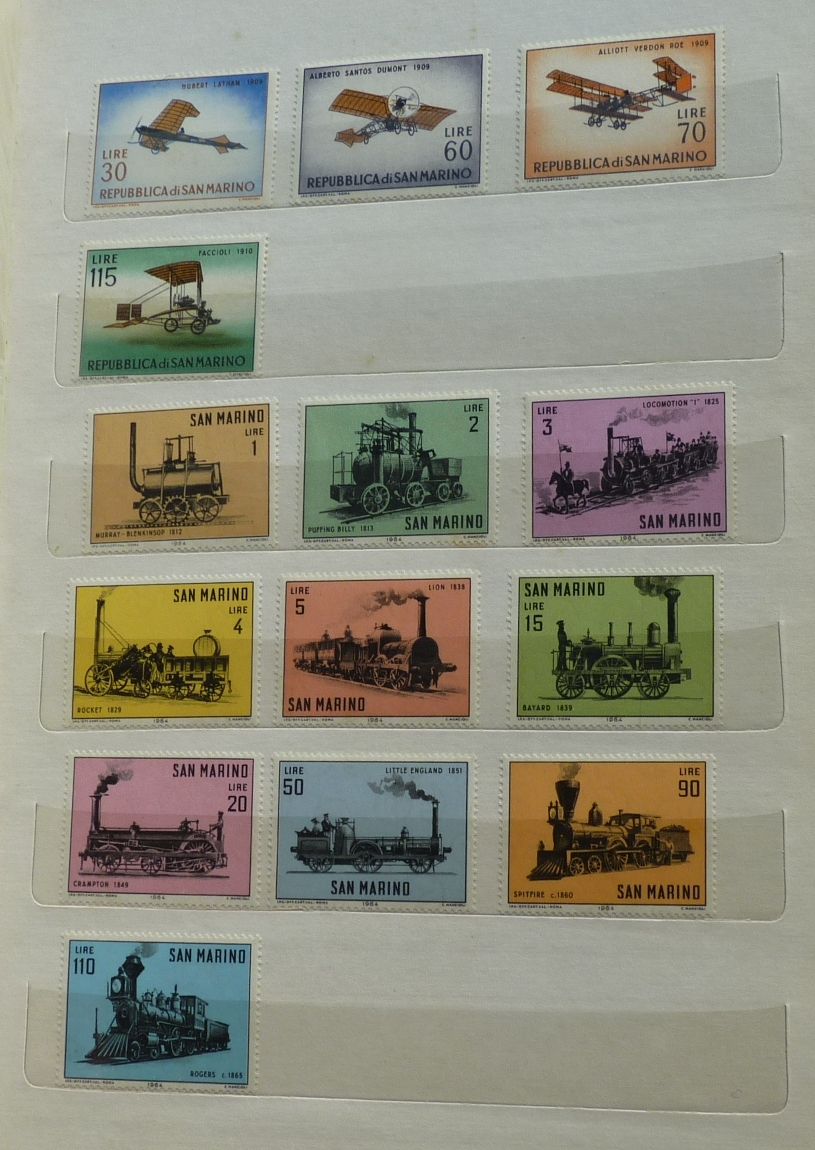 HUBERT LATHAM 1909
LIRE
30
REPUBBLICA di SAN MARINO
ALBERTO SANTOS DUMONT 1909
LIRE
60
REPUBBLICA di SAN MARINO
ALLIOTT VERDON ROE 1909
LIRE
70
REPUBBLICA di SAN MARINO
LIRE
115
FACCIOLI 1910
REPUBBLICA di SAN MARINO
SAN MARINO
LIRE
1
MURRAY-BLENKINSOP 1812
1964
LIRE
2
PUFFING BILLY 1813
SAN MARINO
1964
LIRE
3
LOCOMOTION "1" 1825
SAN MARINO
1964
SAN MARINO
LIRE
4
ROCKET 1829
1964
LIRE
5
LION 1838
SAN MARINO
1964
SAN MARINO
LIRE
15
BAYARD 1839
1964
SAN MARINO
LIRE
20
CRAMPTON 1849
1964
LIRE
50
LITTLE ENGLAND 1851
SAN MARINO
1964
LIRE
90
SPITFIRE c.1860
SAN MARINO
1964
LIRE
110
SAN MARINO
ROGERS c.1865
1964